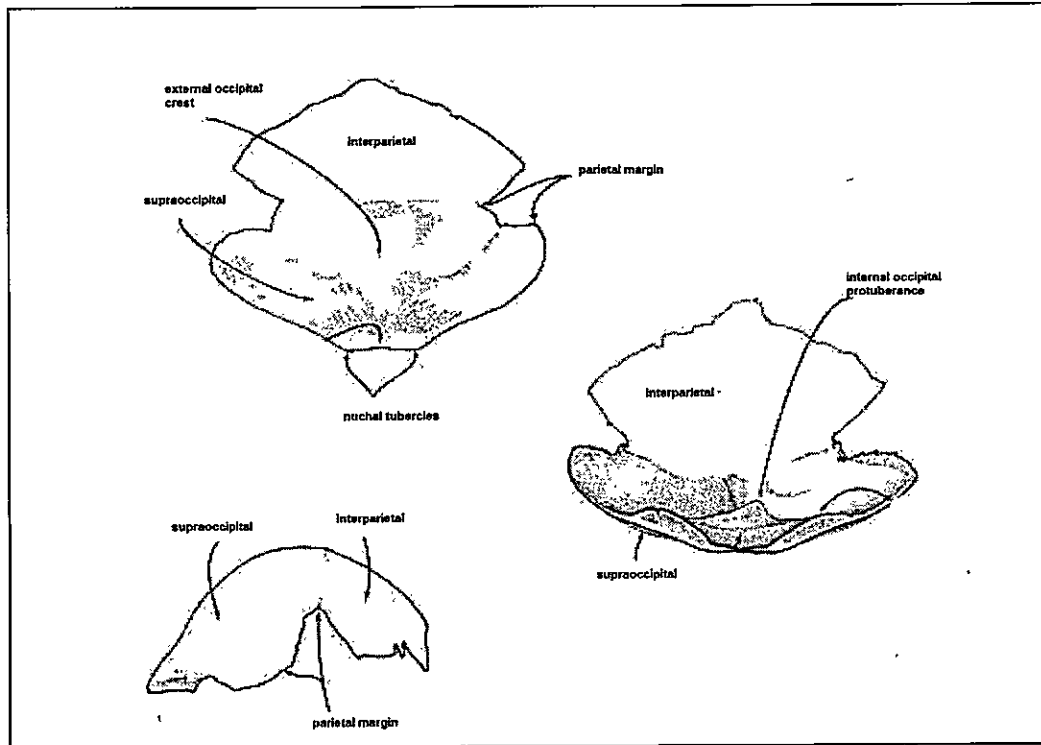 external occipital
crest
interparietal
parietal margin
supraoccipital
nuchal tubercles
internal occipital
protuberance
interparietal
supraoccipital
supraoccipital
interparietal
parietal margin